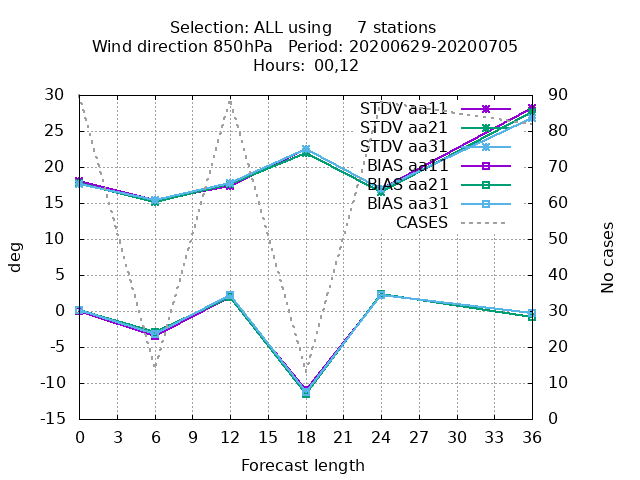 Selection: ALL using 7 stations
Wind direction 850hPa Period: 20200629-20200705
Hours: 00,12
30 90
25 80
20 70
15 60
10 50
5 40
0 30
-5 20
-10 10
-15 0
STDV aa11
STDV aa21
STDV aa31
BIAS aa11
BIAS aa21
BIAS aa31
CASES
deg
No cases
0 3 6 9 12 15 18 21 24 27 30 33 36
Forecast length